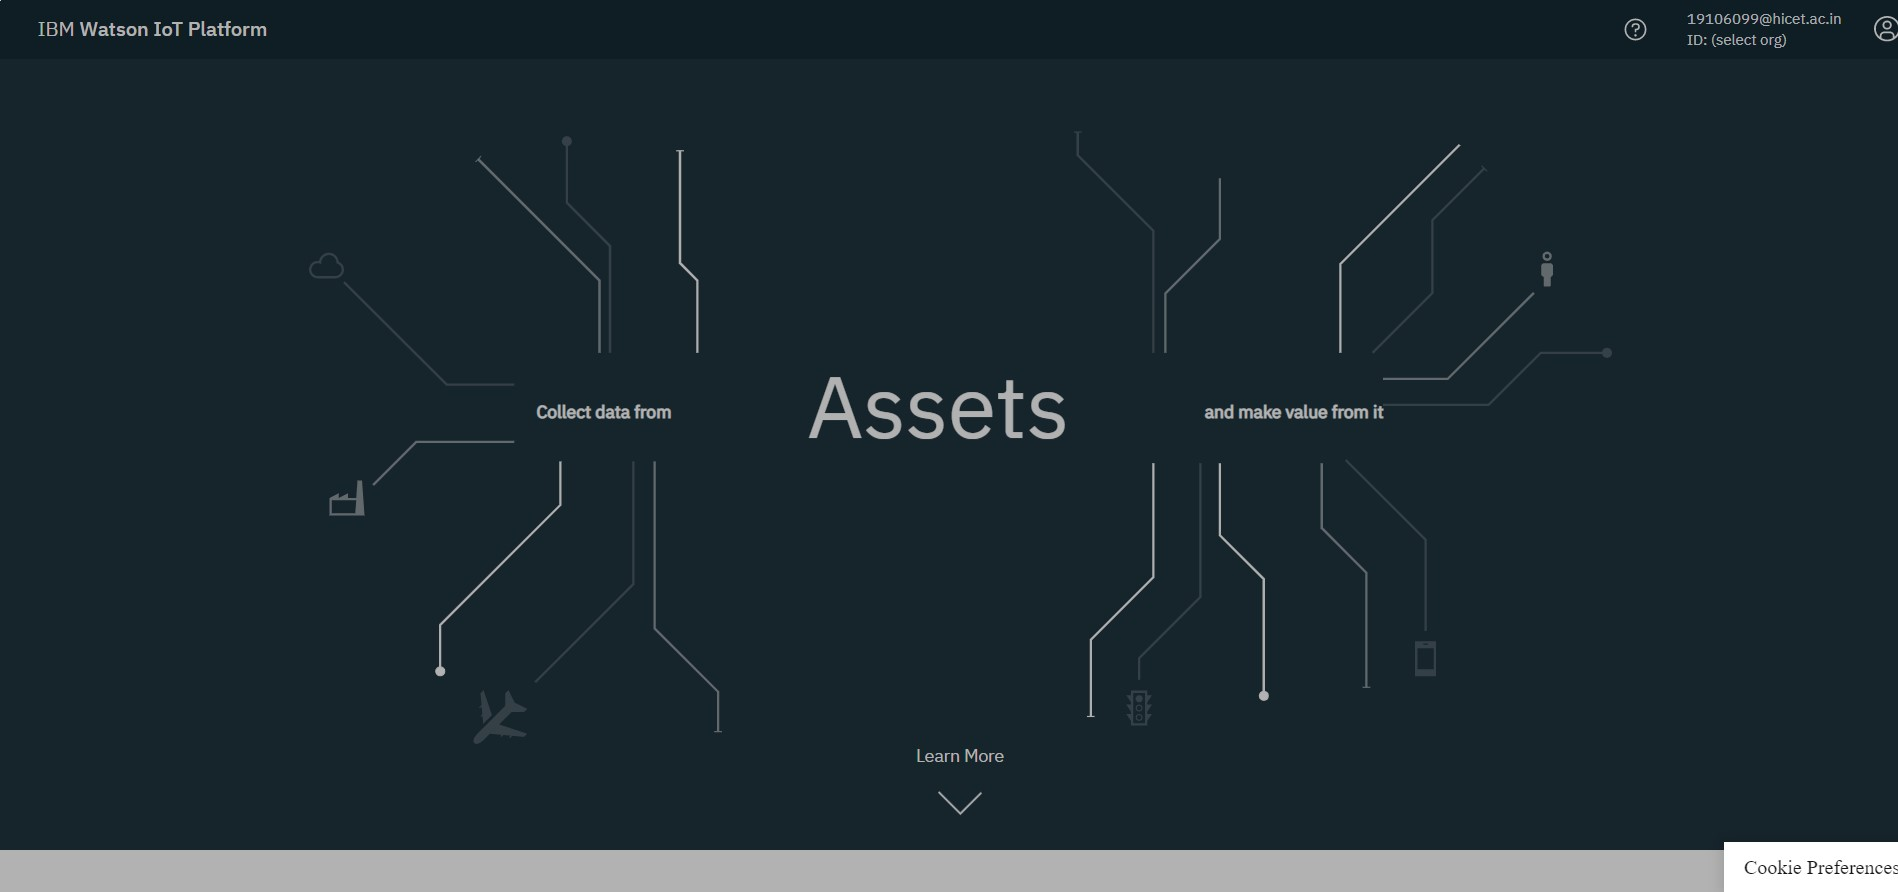 IBM Watson IoT Platform
19106099@hicet.ac.in
ID: (select org)
Collect data from
Assets
and make value from it
Learn More
Cookie Preferences